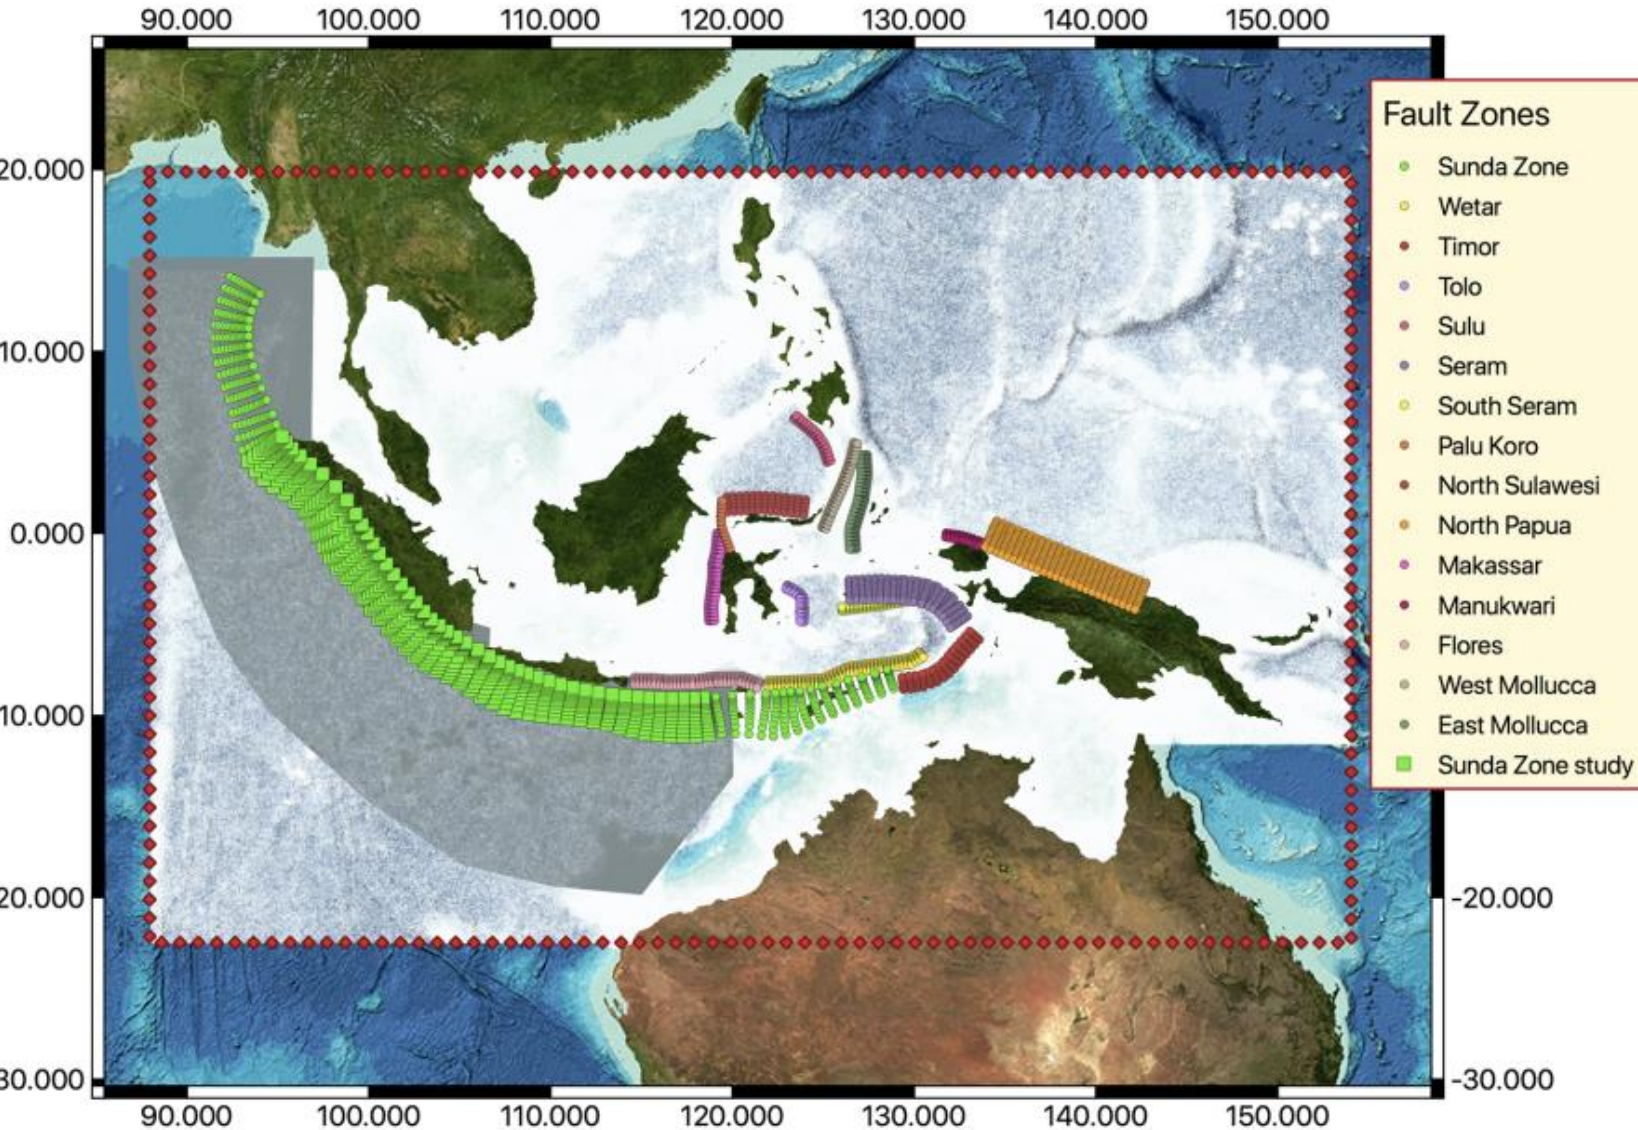 90.000 100.000 110.000 120.000 130.000 140.000 150.000
Fault Zones
Sunda Zone
Wetar
Timor
Tolo
Sulu
Seram
South Seram
Palu Koro
North Sulawesi
North Papua
Makassar
Manukwari
Flores
West Mollucca
East Mollucca
Sunda Zone study
20.000
10.000
0.000
10.000
20.000
30.000
-20.000
-30.000
90.000 100.000 110.000 120.000 130.000 140.000 150.000